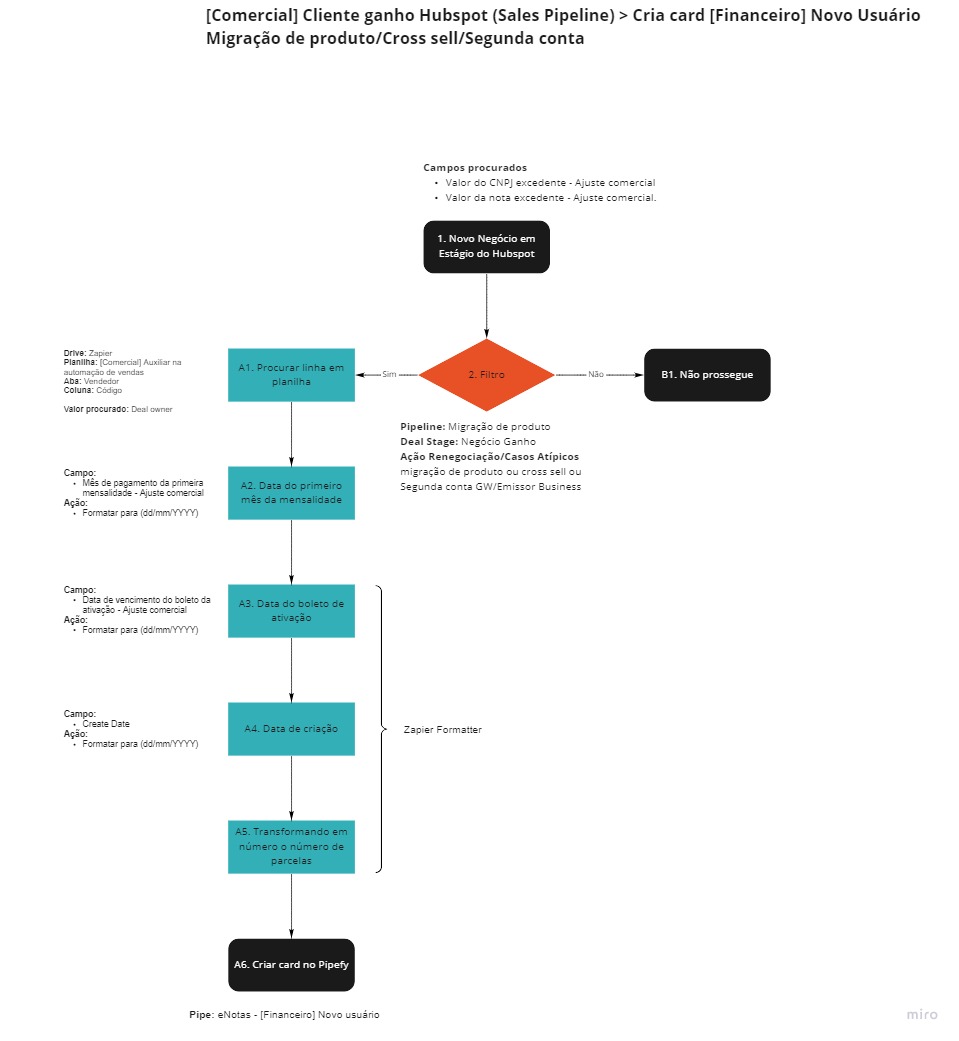 [Comercial] Cliente ganho Hubspot (Sales Pipeline) > Cria card [Financeiro] Novo Usuário
Migração de produto/Cross sell/Segunda conta
Campos procurados
• Valor do CNPJ excedente - Ajuste comercial
• Valor da nota excedente - Ajuste comercial.
1. Novo Negócio em
Estágio do Hubspot
Drive: Zapier
Planilha: [Comercial] Auxiliar na
automação de vendas
Aba: Vendedor
Coluna: Código
Valor procurado: Deal owner
A1. Procurar linha em
planilha
Sim
2. Filtro
Não
B1. Não prossegue
Pipeline: Migração de produto
Deal Stage: Negócio Ganho
Ação Renegociação/Casos Atípicos
migração de produto ou cross sell ou
Segunda conta GW/Emissor Business
Campo:
• Mês de pagamento da primeira
mensalidade - Ajuste comercial
Ação:
• Formatar para (dd/mm/YYYY)
A2. Data do primeiro
mês da mensalidade
Campo:
• Data de vencimento do boleto da
ativação - Ajuste comercial
Ação:
• Formatar para (dd/mm/YYYY)
A3. Data do boleto de
ativação
Campo:
• Create Date
Ação:
• Formatar para (dd/mm/YYYY)
A4. Data de criação
Zapier Formatter
A5. Transformando em
número o número de
parcelas
A6. Criar card no Pipefy
Pipe: eNotas - [Financeiro] Novo usuário
miro